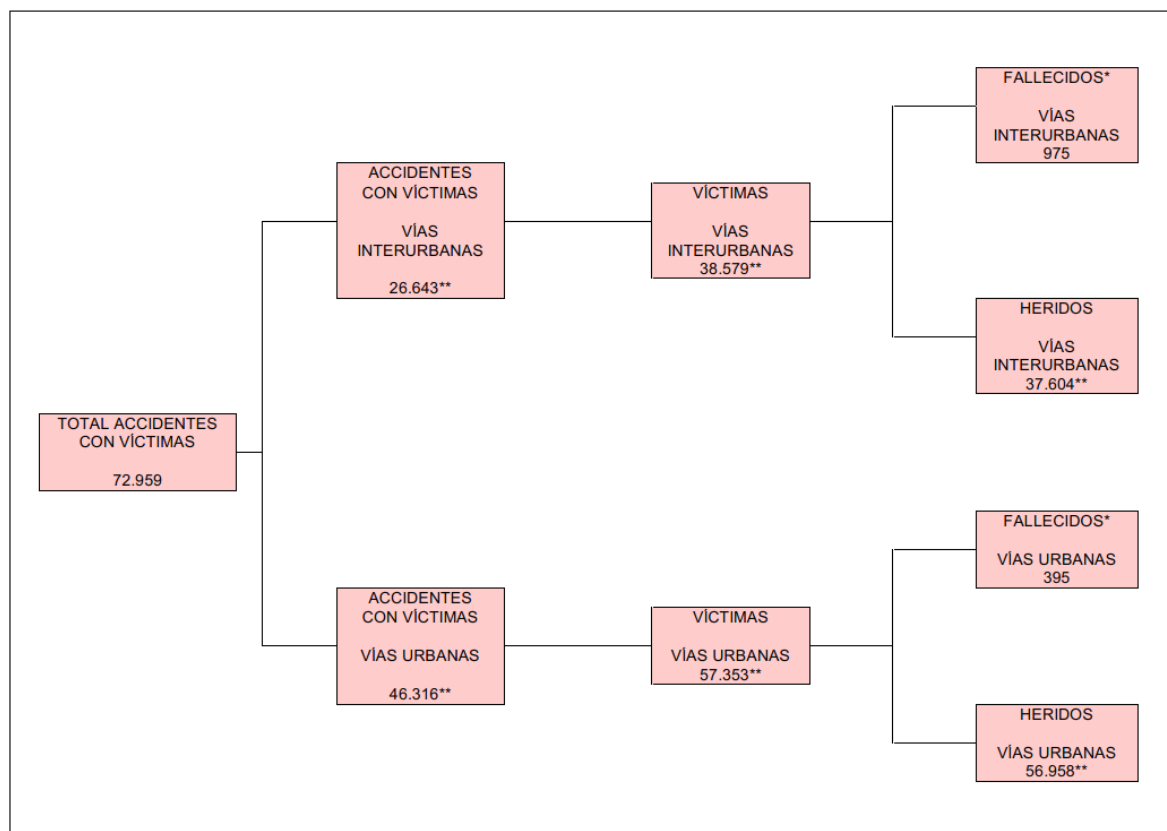 FALLECIDOS*
VÍAS
INTERURBANAS
975
ACCIDENTES
CON VÍCTIMAS
VÍAS
INTERURBANAS
26.643**
VÍCTIMAS
VÍAS
INTERURBANAS
38.579**
HERIDOS
VÍAS
INTERURBANAS
37.604**
TOTAL ACCIDENTES
CON VÍCTIMAS
72.959
FALLECIDOS*
VÍAS URBANAS
395
ACCIDENTES
CON VÍCTIMAS
VÍAS URBANAS
46.316**
VÍCTIMAS
VÍAS URBANAS
57.353**
HERIDOS
VÍAS URBANAS
56.958**